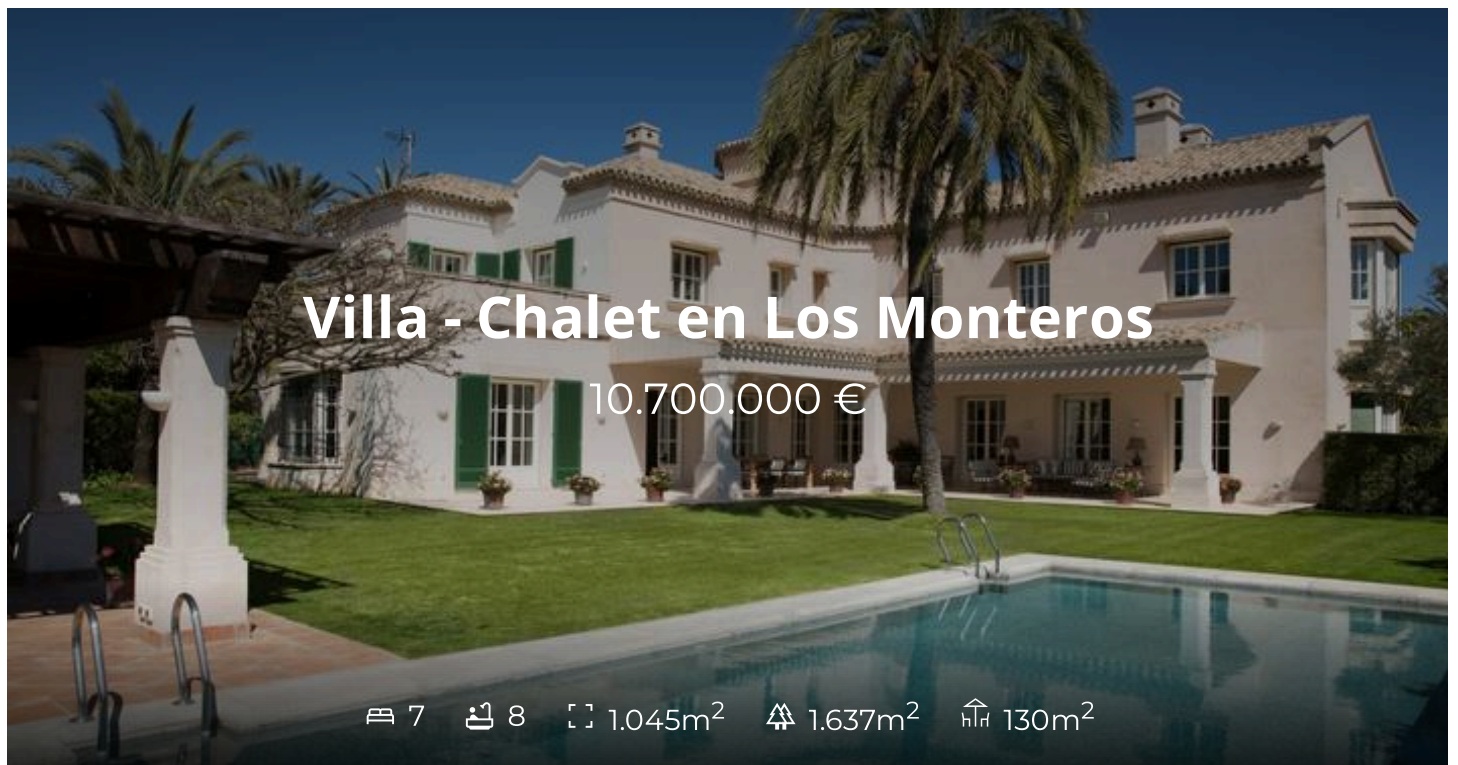 Villa - Chalet en Los Monteros
10.700.000 €
7 8 1.045m² 1.637m² 130m²